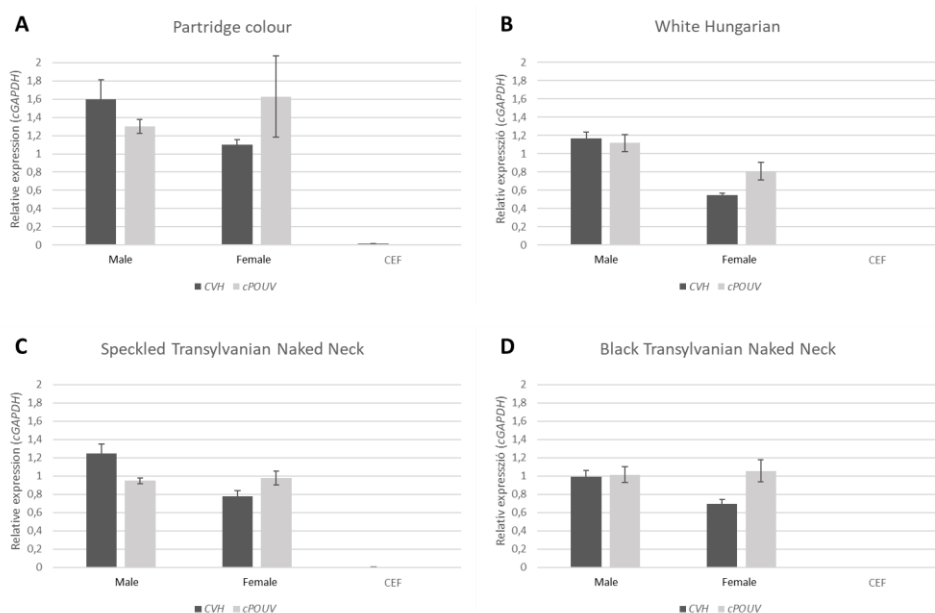 A
Partridge colour
Relative expression (cGAPDH)
2
1,8
1,6
1,4
1,2
1
0,8
0,6
0,4
0,2
0
Male Female CEF
CVH cPOUV
B
White Hungarian
Relatív expresszió (cGAPDH)
2
1,8
1,6
1,4
1,2
1
0,8
0,6
0,4
0,2
0
Male Female CEF
CVH cPOUV
C
Speckled Transylvanian Naked Neck
Relative expression (cGAPDH)
2
1,8
1,6
1,4
1,2
1
0,8
0,6
0,4
0,2
0
Male Female CEF
CVH cPOUV
D
Black Transylvanian Naked Neck
Relatív expresszió (cGAPDH)
2
1,8
1,6
1,4
1,2
1
0,8
0,6
0,4
0,2
0
Male Female CEF
CVH cPOUV